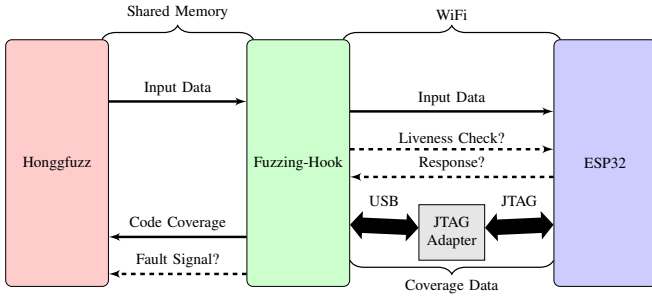 Shared Memory
WiFi
Input Data
Input Data
Liveness Check?
Honggfuzz
Fuzzing-Hook
Response?
ESP32
USB
JTAG
JTAG
Adapter
Code Coverage
Fault Signal?
Coverage Data